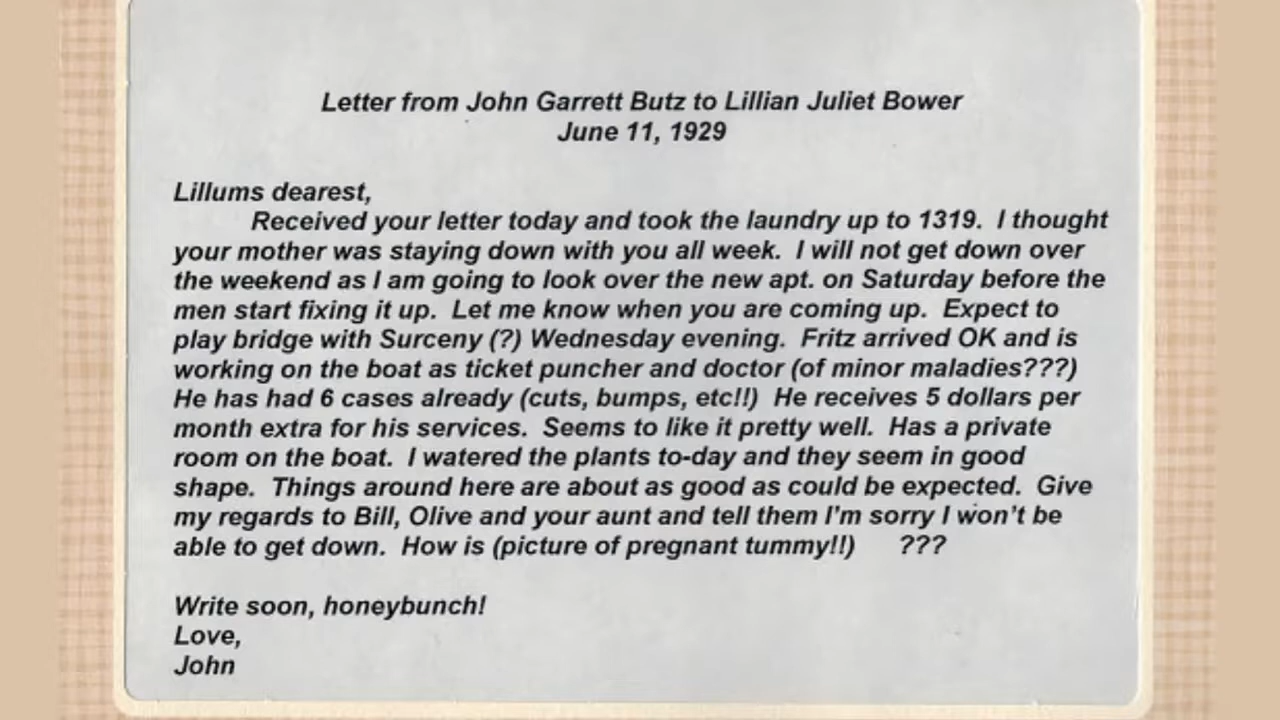 Letter from John Garrett Butz to Lillian Juliet Bower
June 11, 1929
Lillums dearest,
Received your letter today and took the laundry up to 1319. I thought
your mother was staying down with you all week. I will not get down over
the weekend as I am going to look over the new apt. on Saturday before the
men start fixing it up. Let me know when you are coming up. Expect to
play bridge with Surceny (?) Wednesday evening. Fritz arrived OK and is
working on the boat as ticket puncher and doctor (of minor maladies???)
He has had 6 cases already (cuts, bumps, etc!!) He receives 5 dollars per
month extra for his services. Seems to like it pretty well. Has a private
room on the boat. I watered the plants to-day and they seem in good
shape. Things around here are about as good as could be expected. Give
my regards to Bill, Olive and your aunt and tell them I'm sorry I won't be
able to get down. How is (picture of pregnant tummy!!) ???
Write soon, honeybunch!
Love,
John